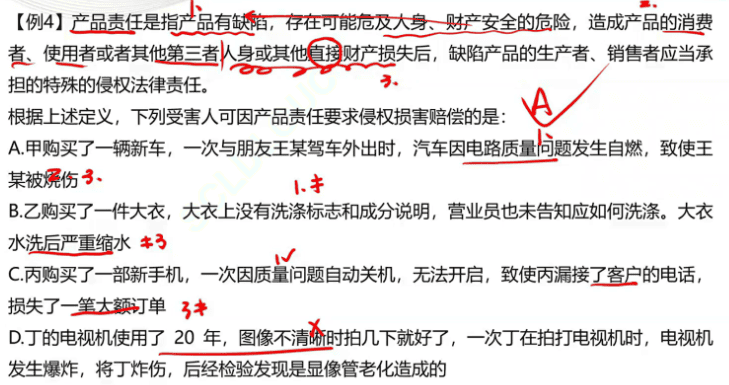 2.
【例4】产品责任是指产品有缺陷，存在可能危及人身、财产安全的危险，造成产品的消费
1.
者、使用者或者其他第三者人身或其他直接财产损失后，缺陷产品的生产者、销售者应当承
3.
担的特殊的侵权法律责任。
根据上述定义，下列受害人可因产品责任要求侵权损害赔偿的是：
A
1.
A.甲购买了一辆新车，一次与朋友王某驾车外出时，汽车因电路质量问题发生自燃，致使王
某被烧伤 2. 3.
1.
B.乙购买了一件大衣，大衣上没有洗涤标志和成分说明，营业员也未告知应如何洗涤。大衣
水洗后严重缩水 3
1
C.丙购买了一部新手机，一次因质量问题自动关机，无法开启，致使丙漏接了客户的电话，
损失了一笔大额订单 3
D.丁的电视机使用了 20 年，图像不清晰时拍几下就好了，一次丁在拍打电视机时，电视机
发生爆炸，将丁炸伤，后经检验发现是显像管老化造成的